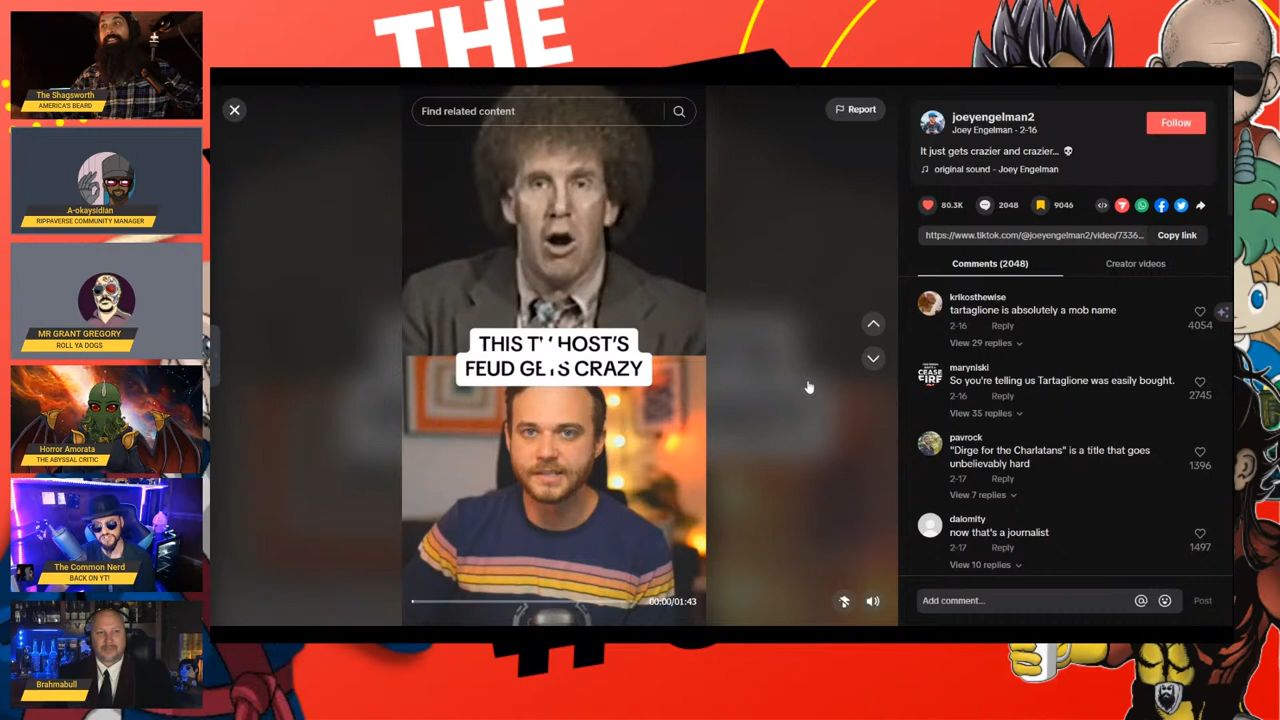 THE
The Shagsworth
AMERICA'S BEARD
A-okaysidian
RIPPAVERSE COMMUNITY MANAGER
MR GRANT GREGORY
ROLL YA DOGS
Horror Amorata
THE ABYSSAL CRITIC
The Common Nerd
BACK ON YT!
Brahmabull
Find related content
Report
THIS TV HOST'S
FEUD GETS CRAZY
00:00/01:43
joeyengelman2
Joey Engelman · 2-16
Follow
It just gets crazier and crazier... 💀
original sound - Joey Engelman
80.3K 2048 9046
https://www.tiktok.com/@joeyengelman2/video/7336... Copy link
Comments (2048) Creator videos
krikosthewise
tartaglione is absolutely a mob name
2-16 Reply
4054
View 29 replies
maryniski
So you're telling us Tartaglione was easily bought.
2-16 Reply
2745
View 35 replies
CEASE
FIRE
pavrock
"Dirge for the Charlatans" is a title that goes
unbelievably hard
1396
2-17 Reply
View 7 replies
dalomity
now that's a journalist
2-17 Reply
1497
View 10 replies
Add comment... @ Post